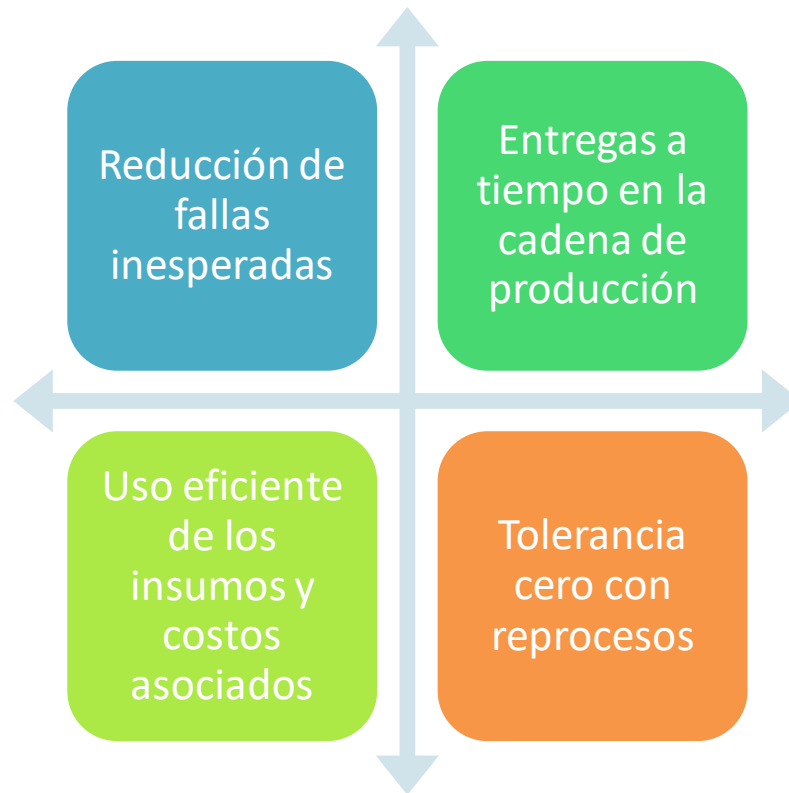 Reducción de
fallas
inesperadas
Entregas a
tiempo en la
cadena de
producción
Uso eficiente
de los
insumos y
costos
asociados
Tolerancia
cero con
reprocesos